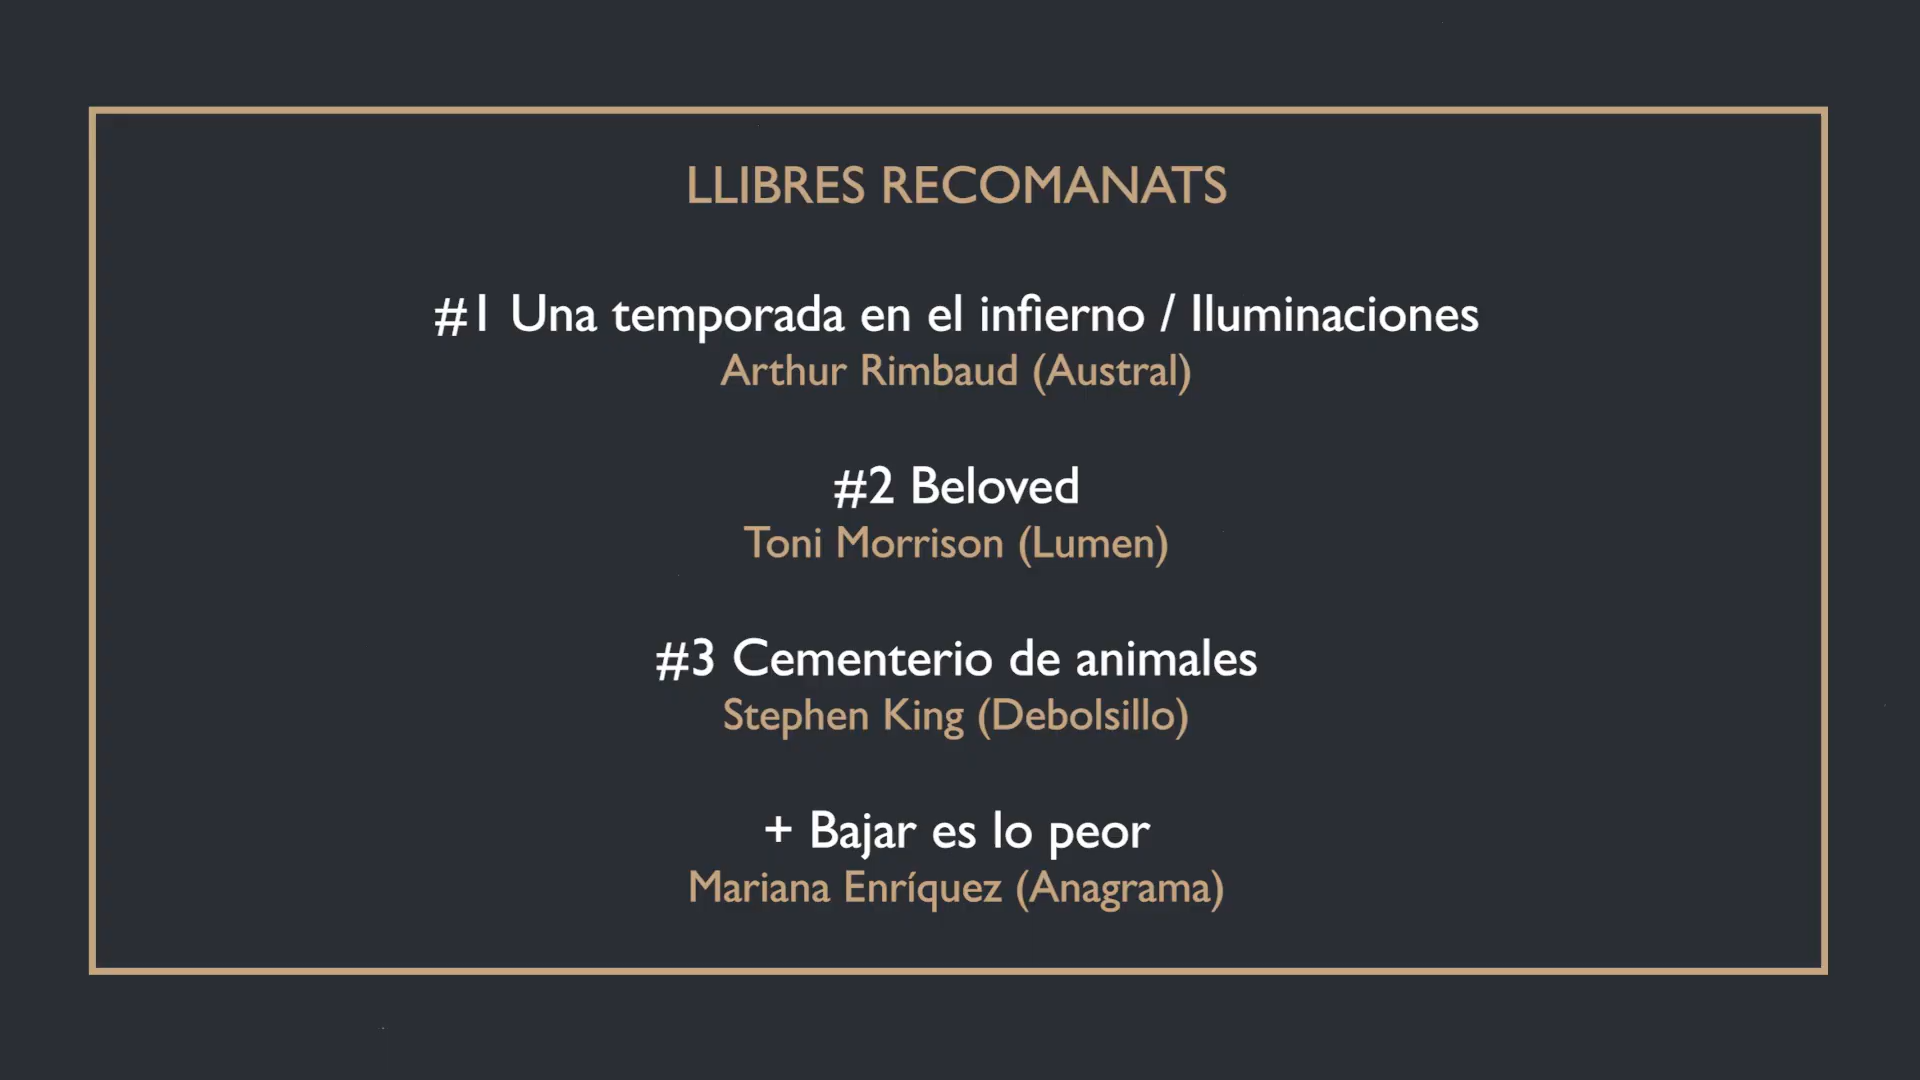 LLIBRES RECOMANATS
#1 Una temporada en el infierno / Iluminaciones
Arthur Rimbaud (Austral)
#2 Beloved
Toni Morrison (Lumen)
#3 Cementerio de animales
Stephen King (Debolsillo)
+ Bajar es lo peor
Mariana Enríquez (Anagrama)